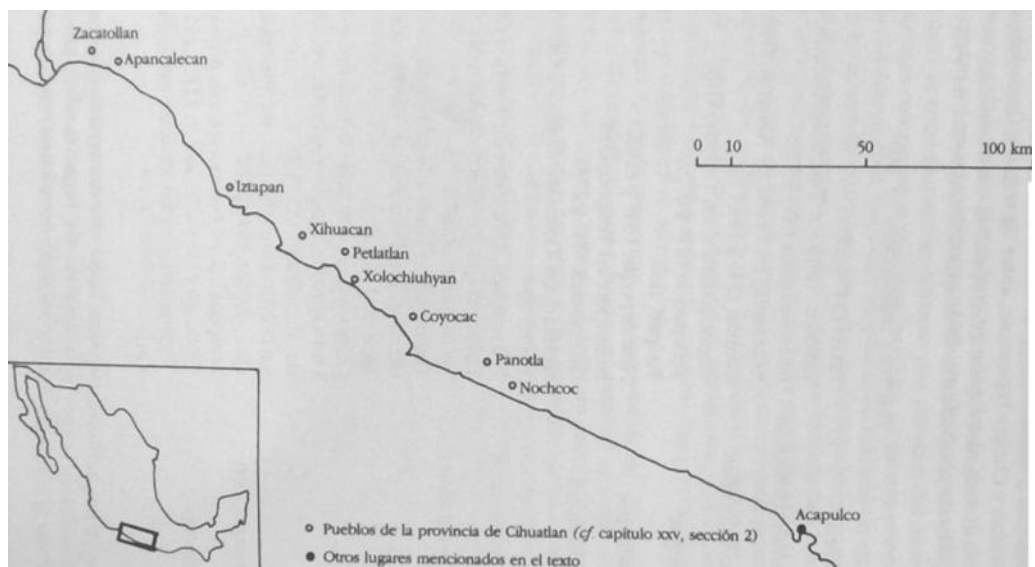 Zacatollan
Apancalecan
0 10 50 100 km
Iztapan
Xihuacan
Petlatlan
Xolochiuhyan
Coyocac
Panotla
Nochcoc
Acapulco
Pueblos de la provincia de Cihuatlan (cf. capítulo xxv, sección 2)
Otros lugares mencionados en el texto